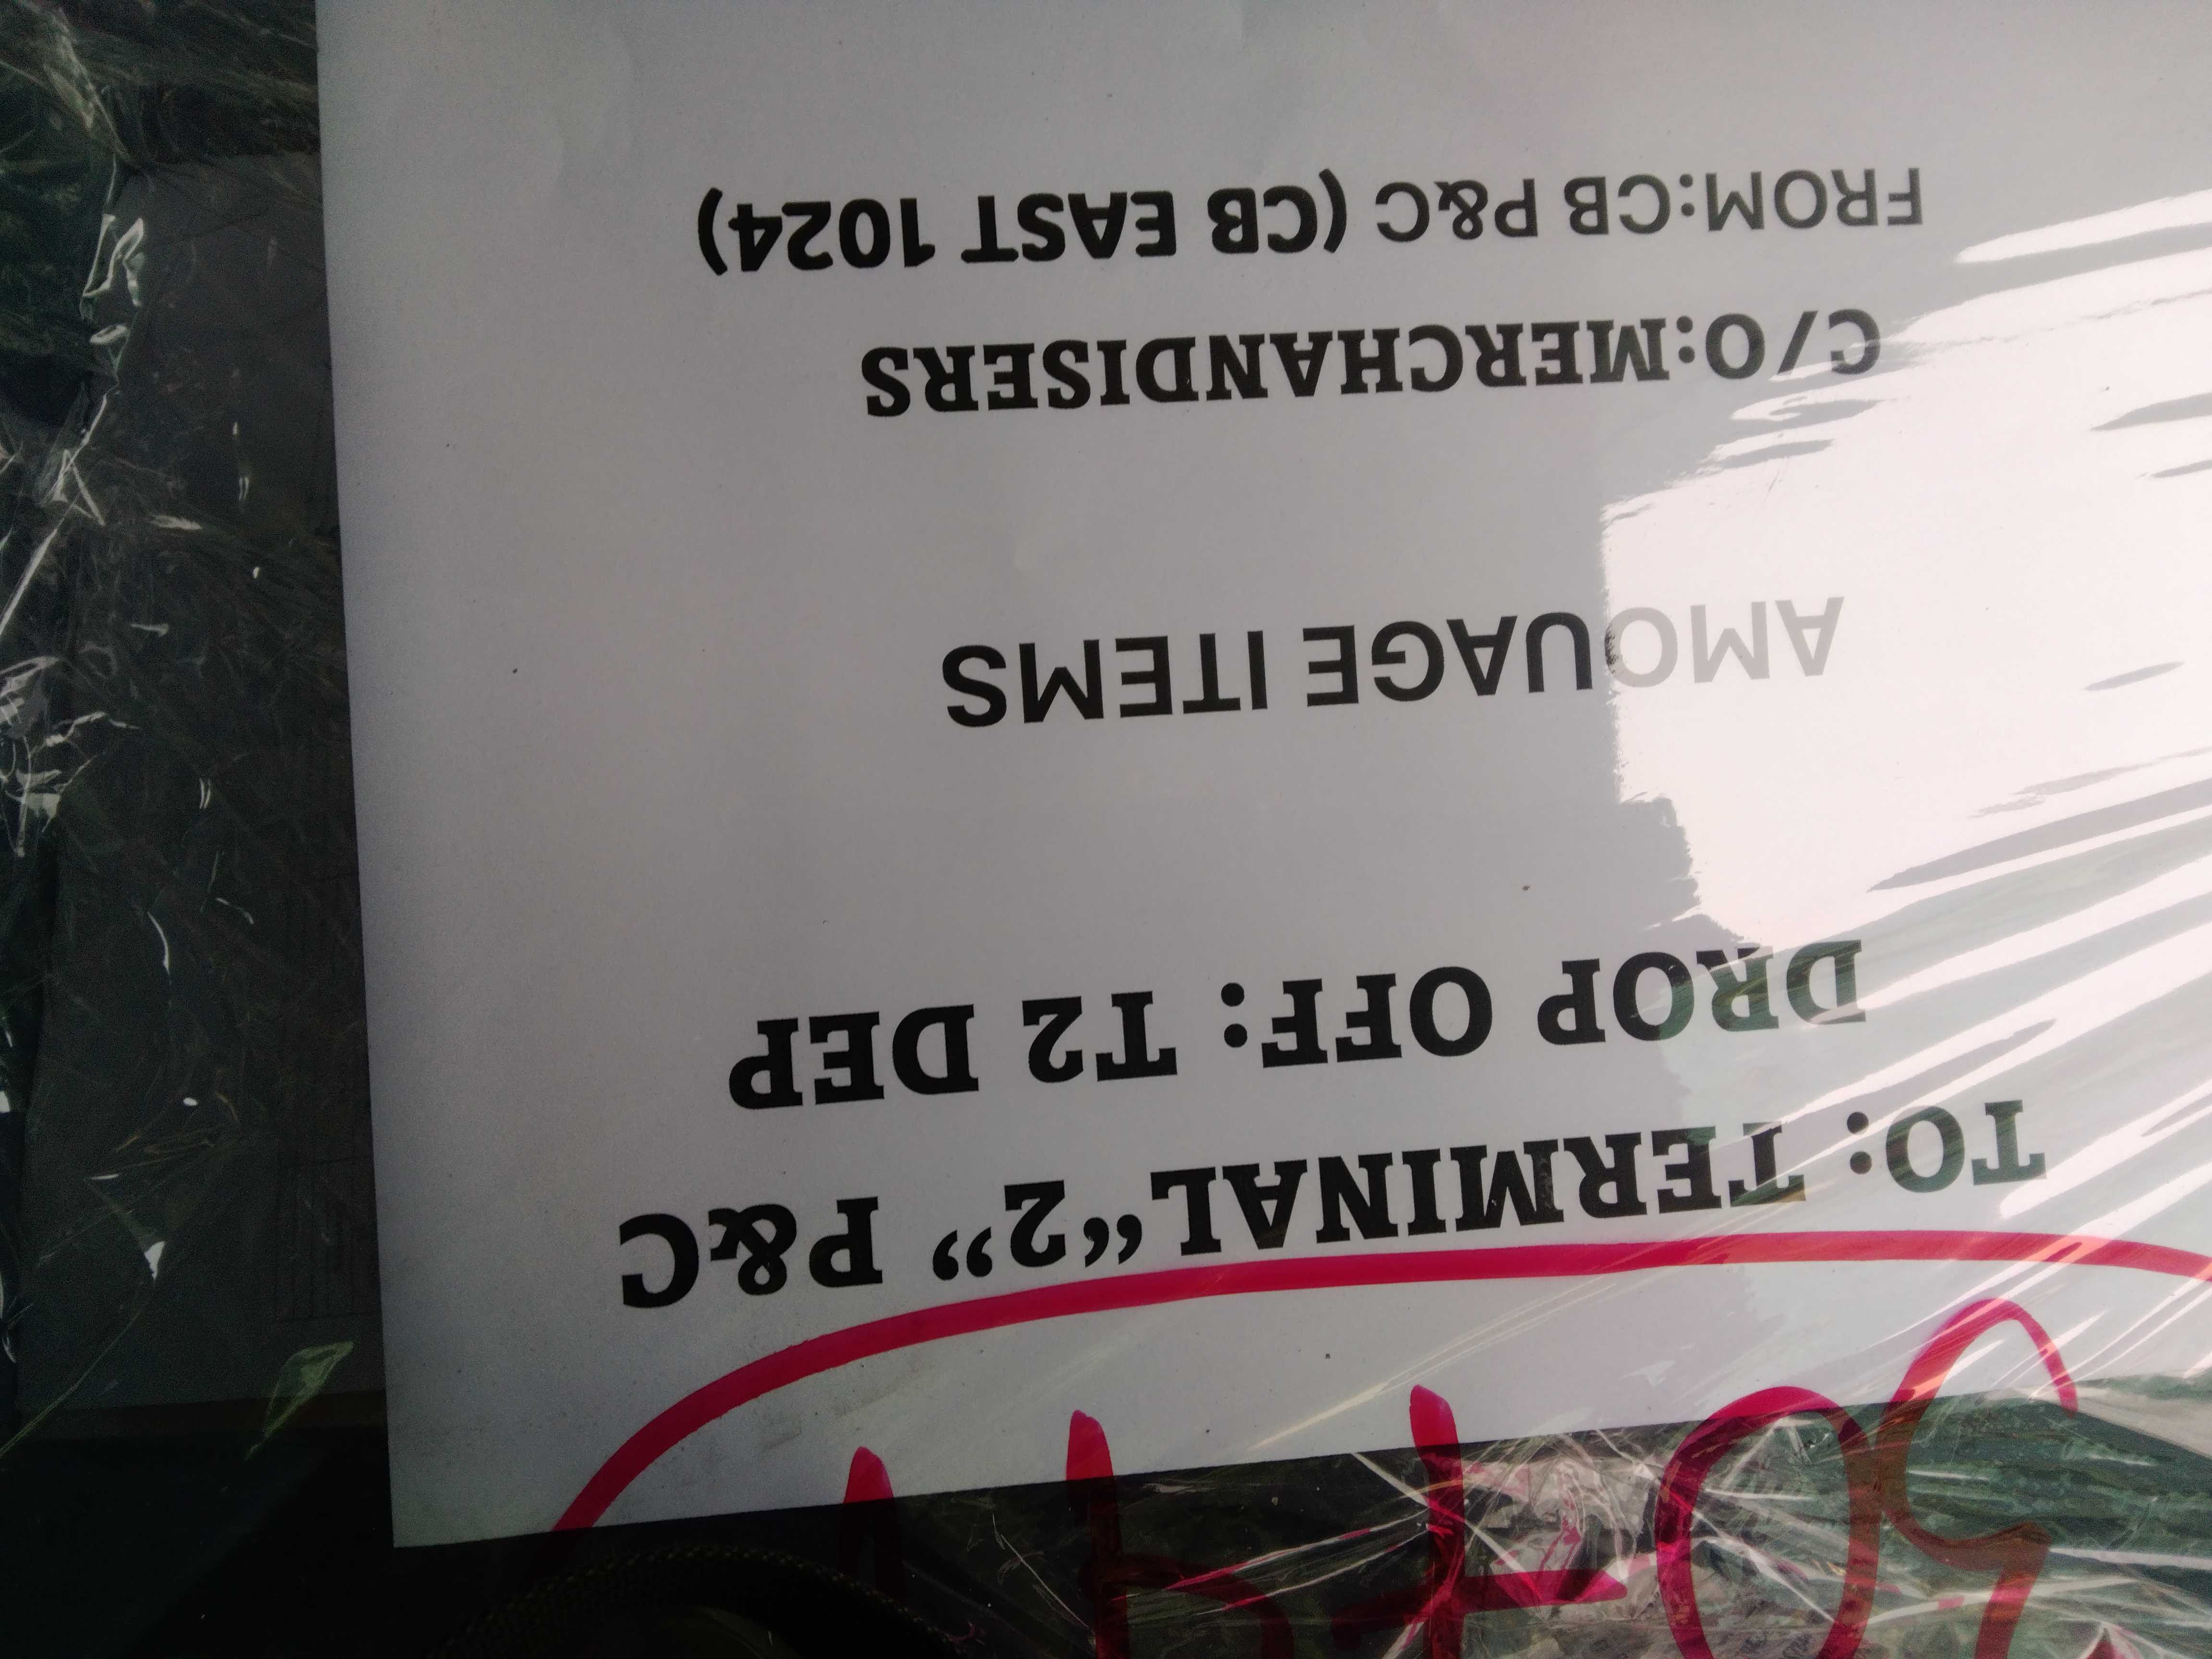 TO: TERMINAL“2” P&C
DROP OFF: T2 DEP
AMOUAGE ITEMS
C/O:MERCHANDISERS
FROM:CB P&C (CB EAST 1024)